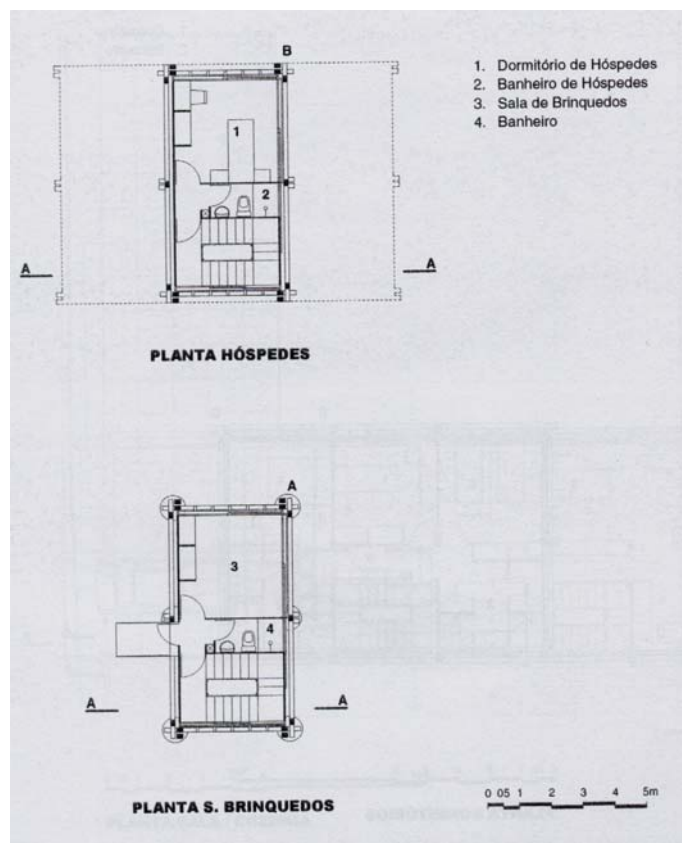 B
1. Dormitório de Hóspedes
2. Banheiro de Hóspedes
3. Sala de Brinquedos
4. Banheiro
1
2
A
A
PLANTA HÓSPEDES
A
3
4
A
A
PLANTA S. BRINQUEDOS
0 05 1 2 3 4 5m